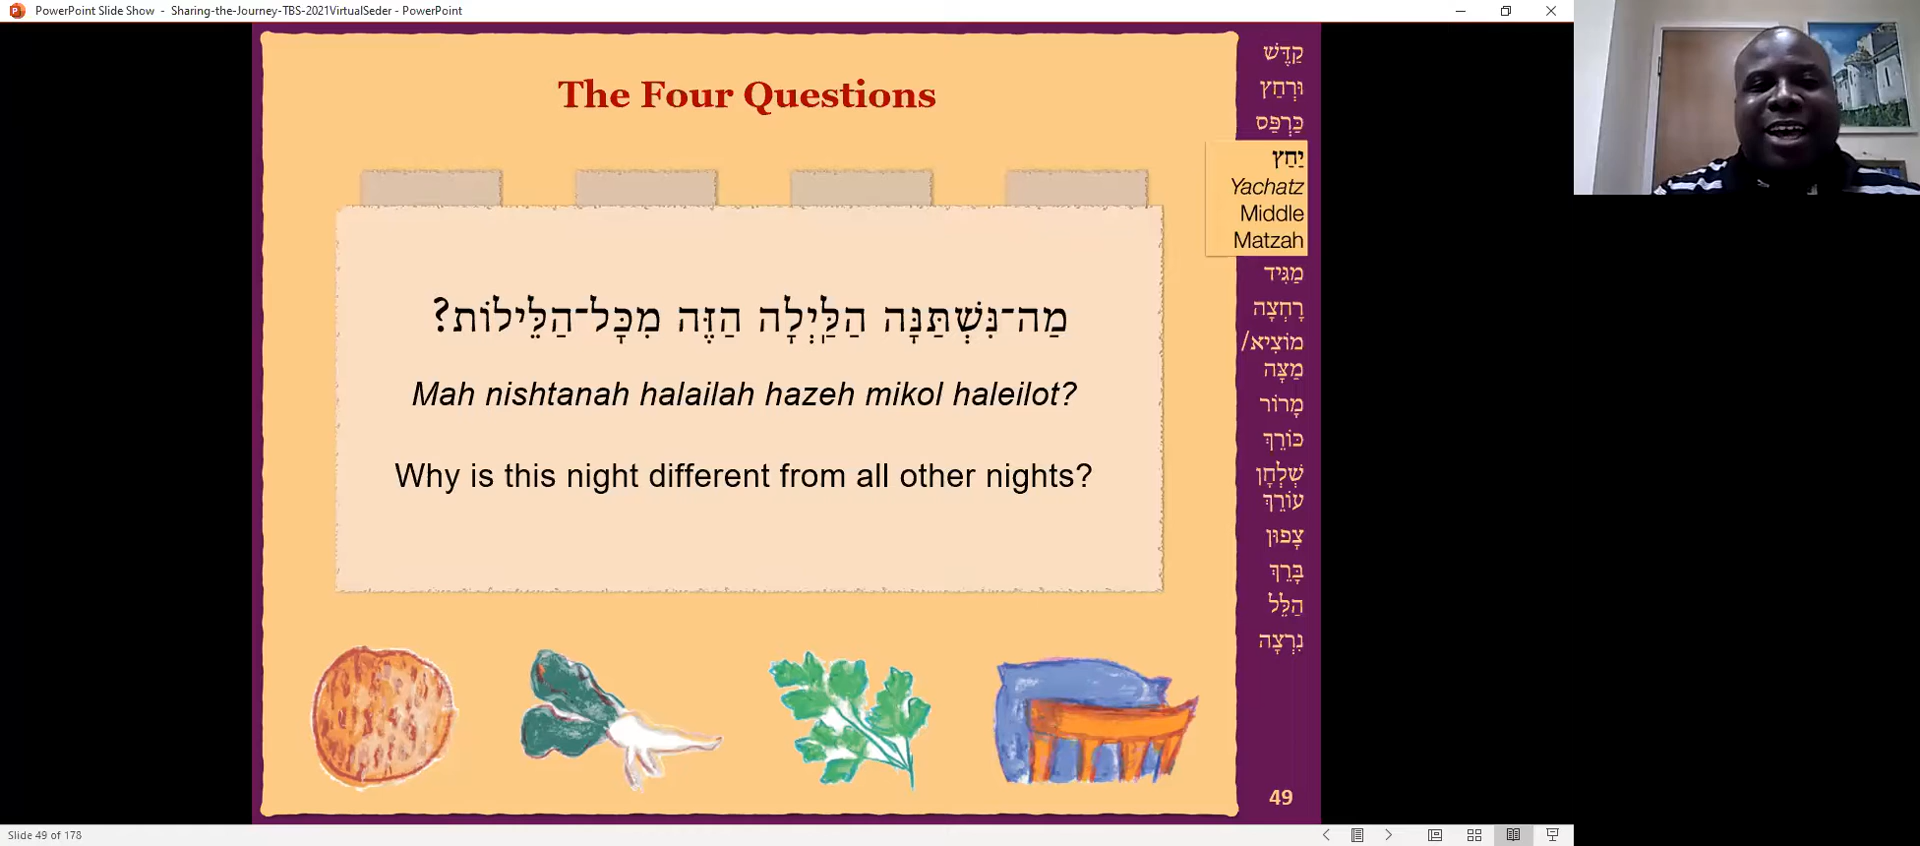 PowerPoint Slide Show - Sharing-the-Journey-TBS-2021VirtualSeder - PowerPoint
The Four Questions
מַה־נִּשְׁתַּנָּה הַלַּֽיְלָה הַזֶּה מִכָּל־הַלֵּילוֹת?
Mah nishtanah halailah hazeh mikol haleilot?
Why is this night different from all other nights?
קַדֵּשׁ
וּרְחַץ
כַּרְפַּס
יַחַץ
Yachatz
Middle
Matzah
מַגִּיד
רָחְצָה
מוֹצִיא/
מַצָּה
מָרוֹר
כּוֹרֵךְ
שֻׁלְחָן
עוֹרֵךְ
צָפוּן
בָּרֵךְ
הַלֵּל
נִרְצָה
49
Slide 49 of 178